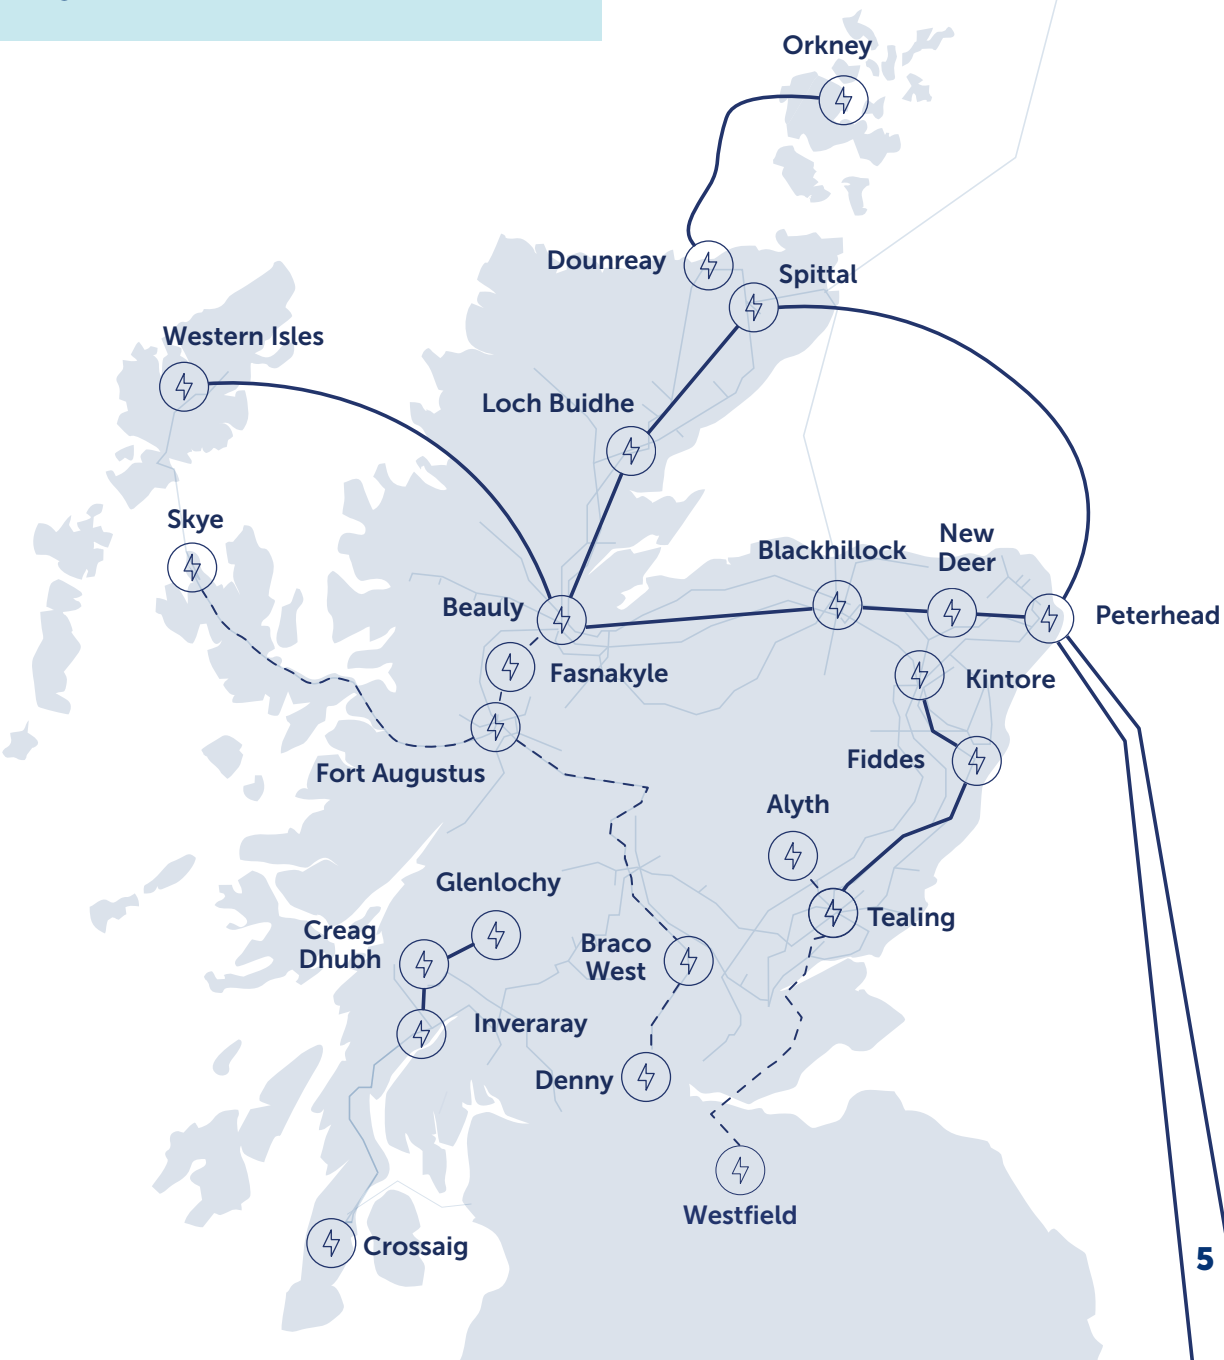 Orkney
Dounreay
Spittal
Western Isles
Loch Buidhe
Skye
Blackhillock
New
Deer
Beauly
Peterhead
Fasnakyle
Kintore
Fort Augustus
Fiddes
Alyth
Glenlochy
Creag
Dhubh
Tealing
Braco
West
Inveraray
Denny
Westfield
Crossaig
5